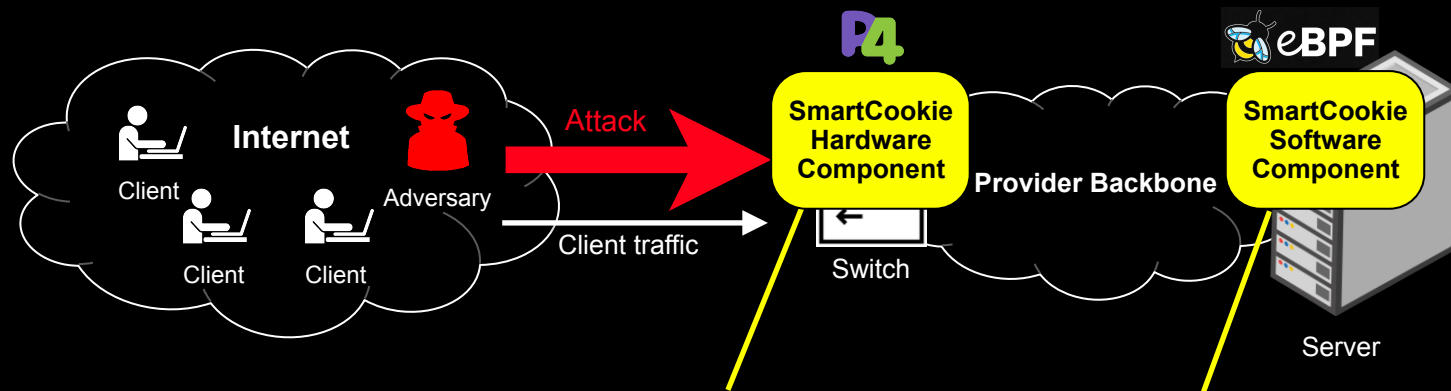 P4
eBPF
SmartCookie
Hardware
Component
SmartCookie
Software
Component
Internet
Attack
Client
Adversary
Provider Backbone
Client traffic
Client
Client
Switch
Server